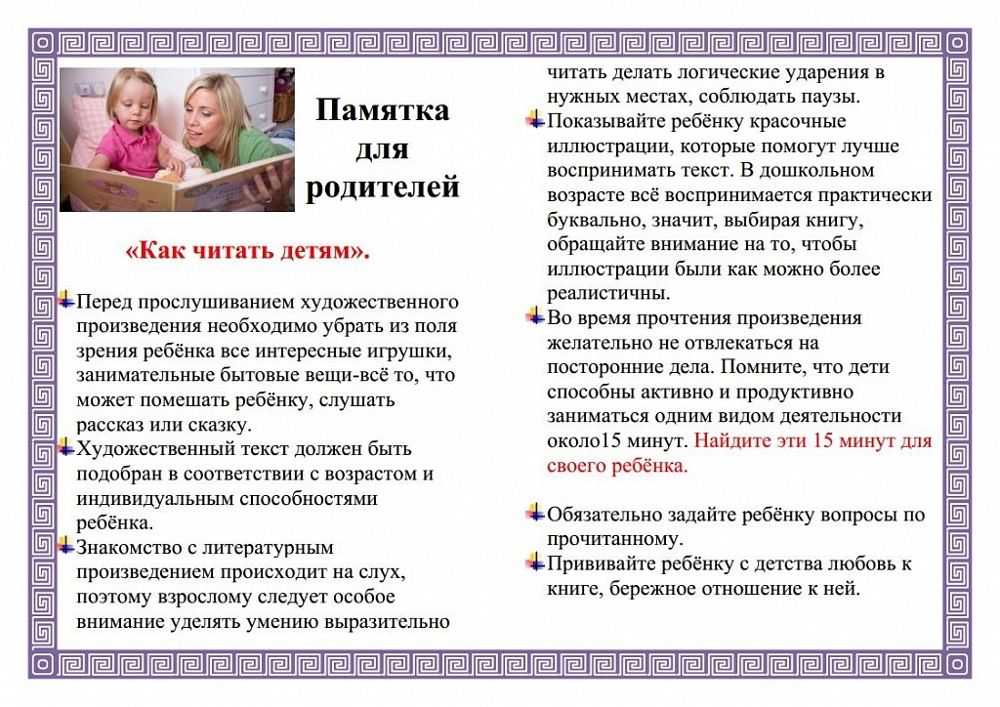 Памятка
для
родителей
«Как читать детям».
Перед прослушиванием художественного
произведения необходимо убрать из поля
зрения ребёнка все интересные игрушки,
занимательные бытовые вещи-всё то, что
может помешать ребёнку, слушать
рассказ или сказку.
Художественный текст должен быть
подобран в соответствии с возрастом и
индивидуальным способностями
ребёнка.
Знакомство с литературным
произведением происходит на слух,
поэтому взрослому следует особое
внимание уделять умению выразительно
читать делать логические ударения в
нужных местах, соблюдать паузы.
Показывайте ребёнку красочные
иллюстрации, которые помогут лучше
воспринимать текст. В дошкольном
возрасте всё воспринимается практически
буквально, значит, выбирая книгу,
обращайте внимание на то, чтобы
иллюстрации были как можно более
реалистичны.
Во время прочтения произведения
желательно не отвлекаться на
посторонние дела. Помните, что дети
способны активно и продуктивно
заниматься одним видом деятельности
около15 минут. Найдите эти 15 минут для
своего ребёнка.
Обязательно задайте ребёнку вопросы по
прочитанному.
Прививайте ребёнку с детства любовь к
книге, бережное отношение к ней.